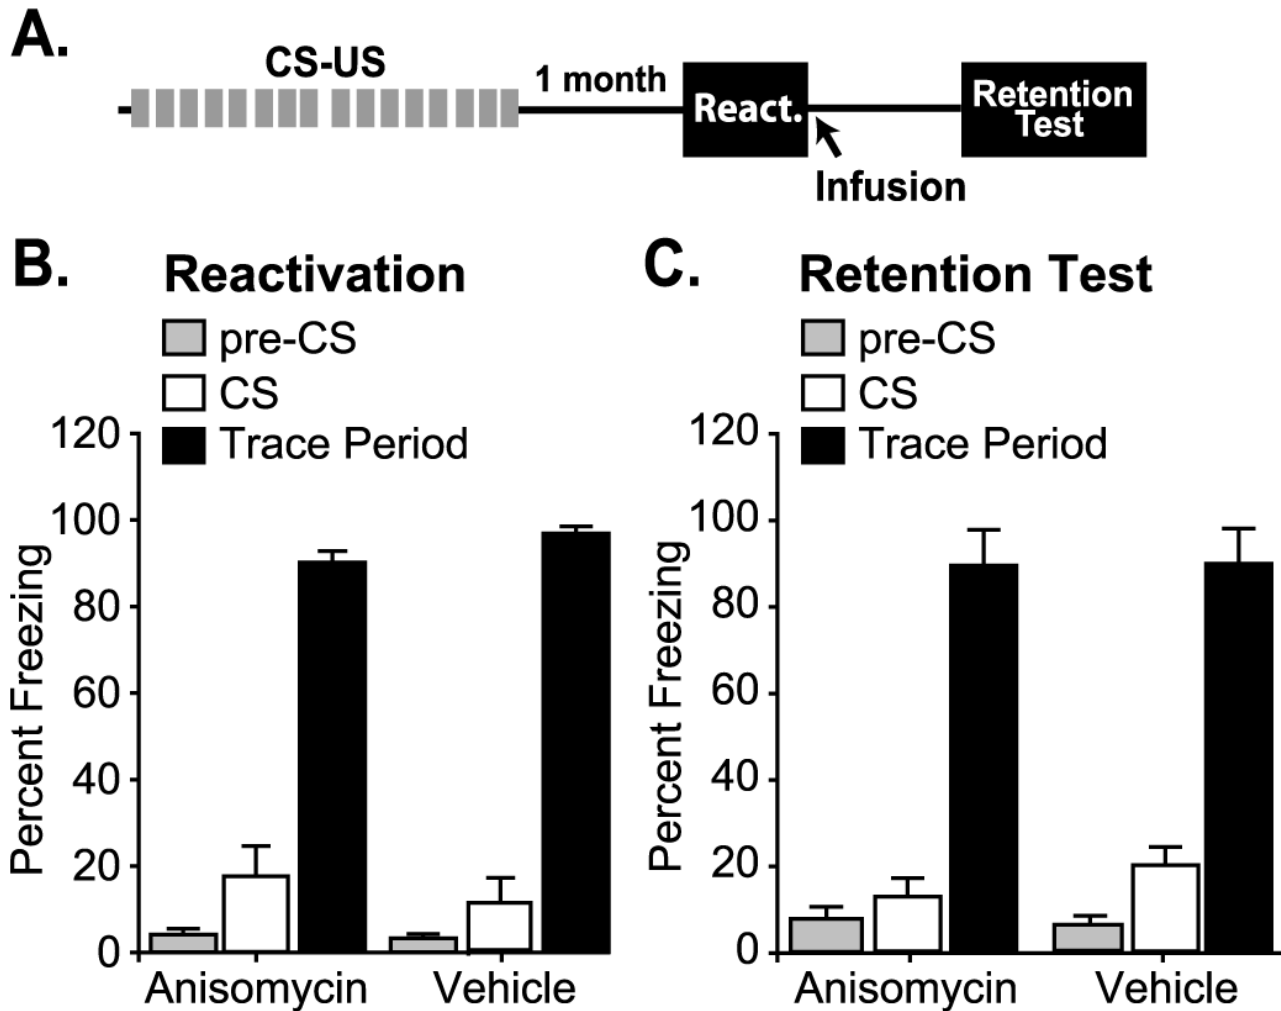 A.
CS-US
1 month
React.
Retention
Test
Infusion
B.
Reactivation
pre-CS
CS
Trace Period
120
100
80
60
40
20
0
Percent Freezing
Anisomycin
Vehicle
C.
Retention Test
pre-CS
CS
Trace Period
120
100
80
60
40
20
0
Percent Freezing
Anisomycin
Vehicle